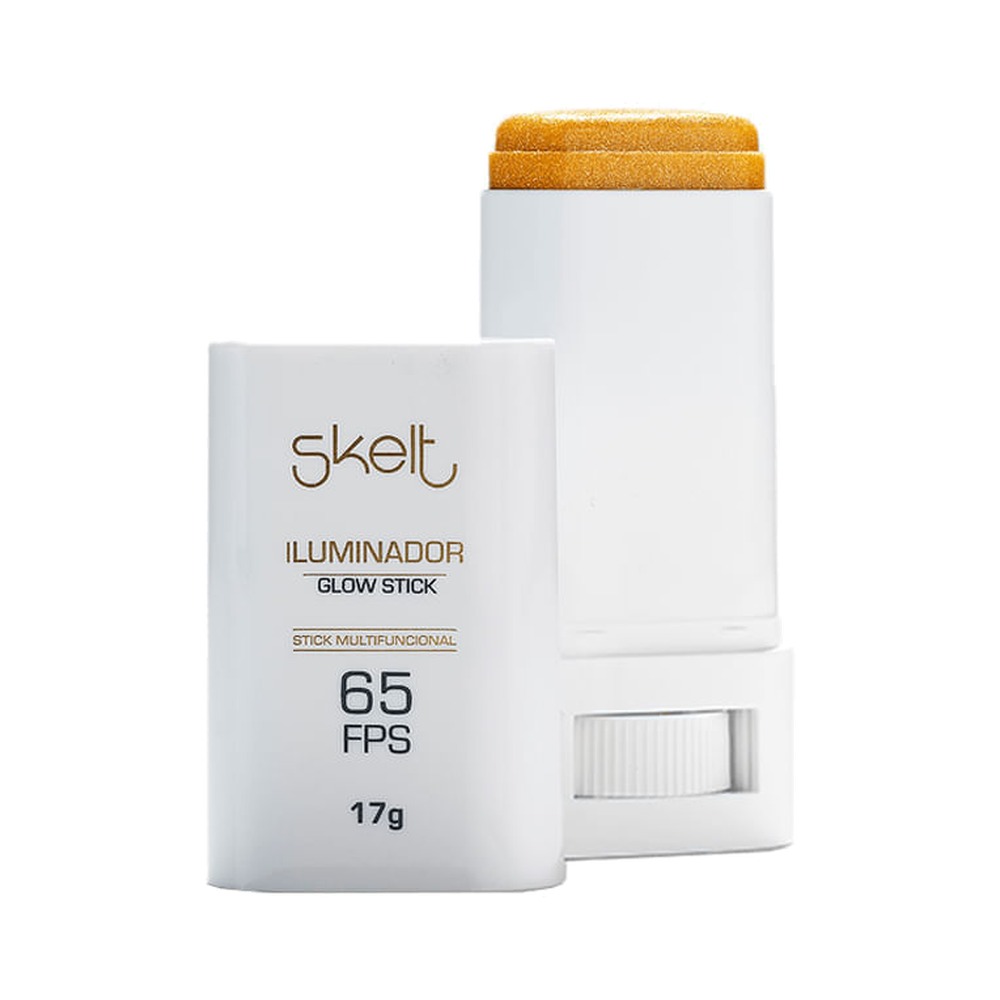 skelt
ILUMINADOR
GLOW STICK
STICK MULTIFUNCIONAL
65
FPS
17g